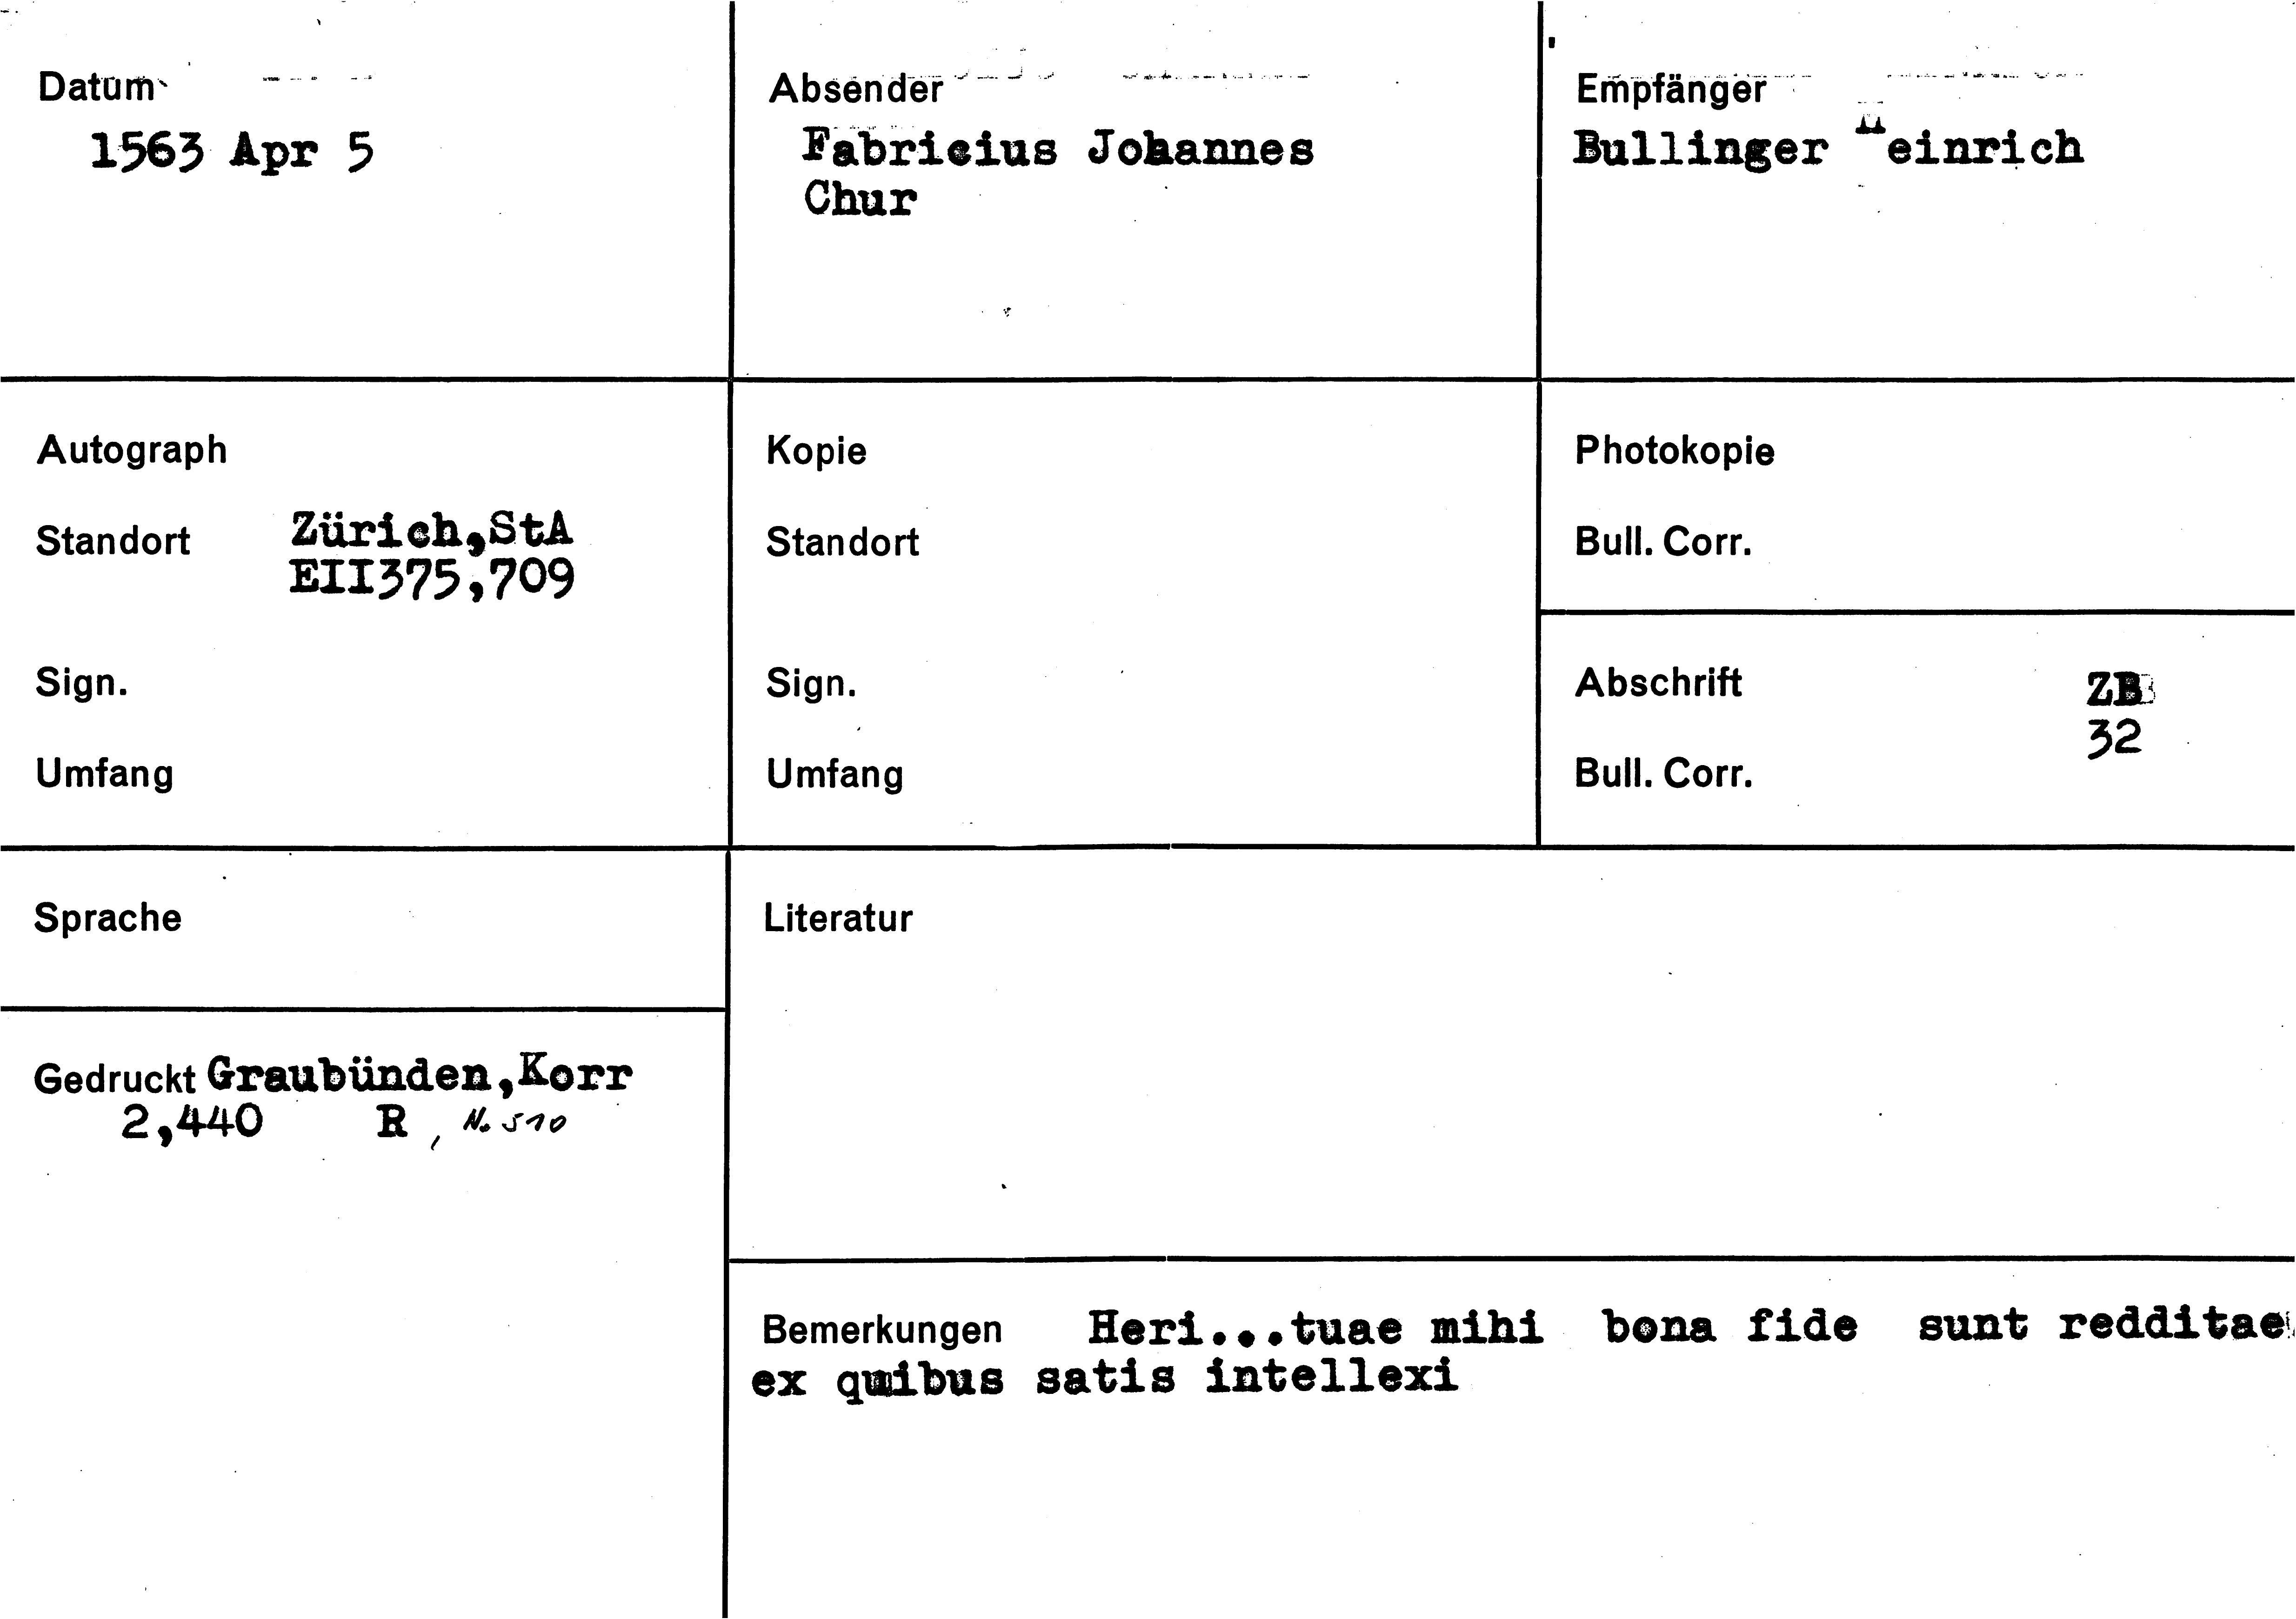 Datum
1563 Apr 5
Absender
Fabricius Johannes
Chur
Empfänger
Bullinger Heinrich
Autograph
Standort Zürich,StA
EII375,709
Sign.
Umfang
Kopie
Standort
Sign.
Umfang
Photokopie
Bull. Corr.
Abschrift ZB
32
Bull. Corr.
Sprache
Gedruckt Graubünden,Korr
2,440 R , No 510
Literatur
Bemerkungen Heri...tuae mihi bona fide sunt redditae
ex quibus satis intellexi